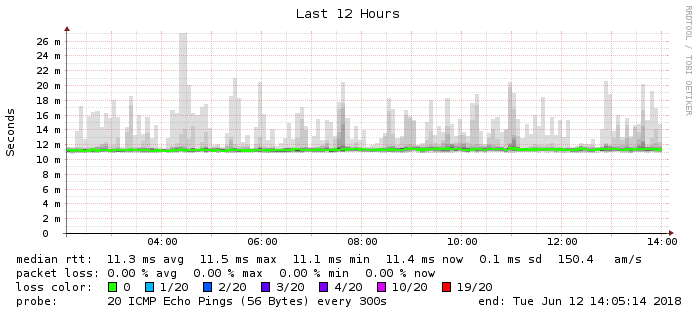 Last 12 Hours
RRDTOOL / TOBI OETIKER
Seconds
26 m
24 m
22 m
20 m
18 m
16 m
14 m
12 m
10 m
8 m
6 m
4 m
2 m
0
04:00 06:00 08:00 10:00 12:00 14:00
median rtt: 11.3 ms avg 11.5 ms max 11.1 ms min 11.4 ms now 0.1 ms sd 150.4 am/s
packet loss: 0.00 % avg 0.00 % max 0.00 % min 0.00 % now
loss color: 0 1/20 2/20 3/20 4/20 10/20 19/20
probe: 20 ICMP Echo Pings (56 Bytes) every 300s end: Tue Jun 12 14:05:14 2018